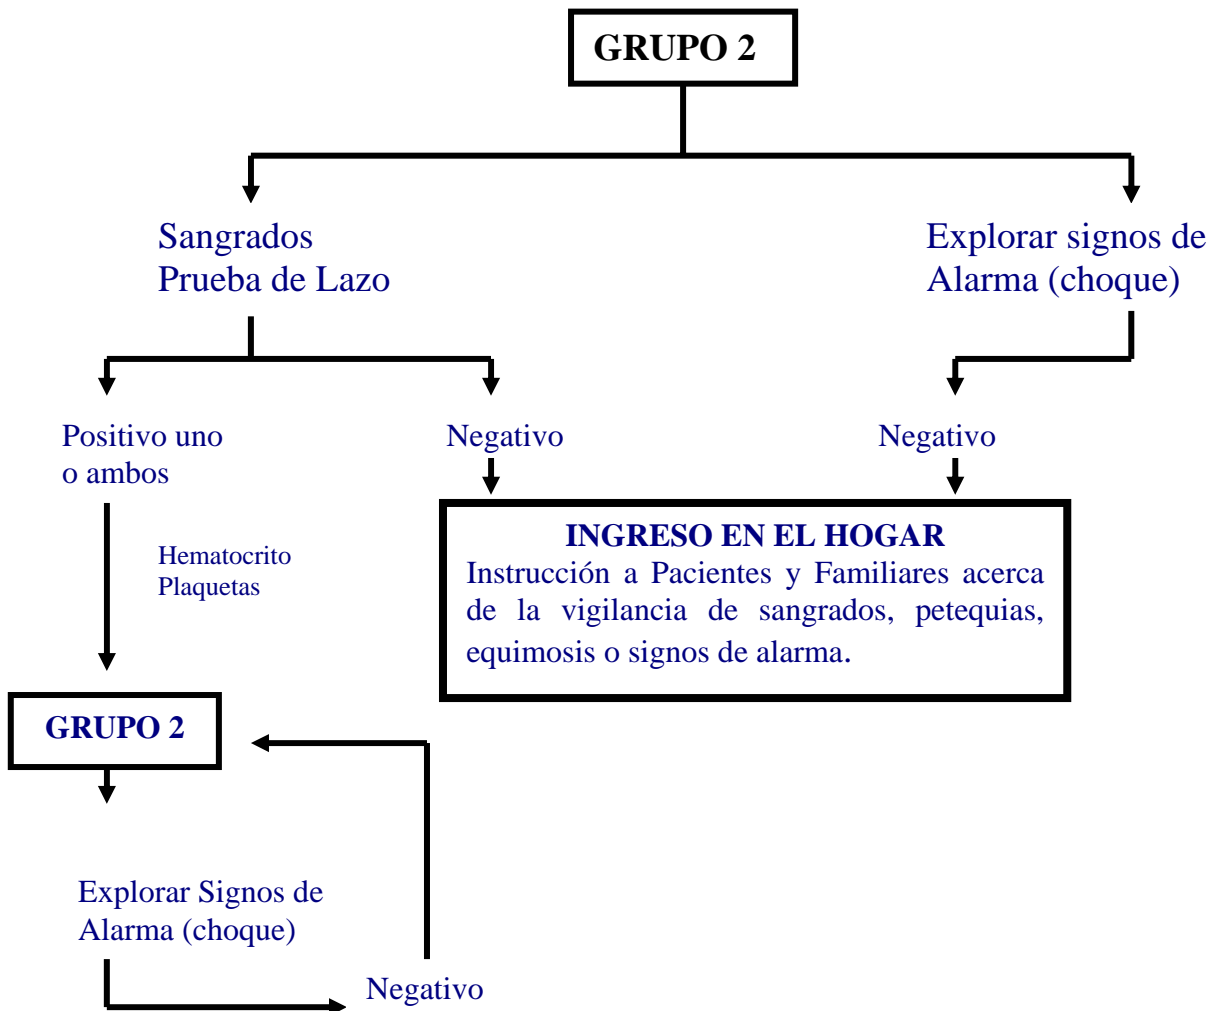 GRUPO 2
Sangrados
Prueba de Lazo
Explorar signos de
Alarma (choque)
Positivo uno
o ambos
Negativo
Negativo
Hematocrito
Plaquetas
INGRESO EN EL HOGAR
Instrucción a Pacientes y Familiares acerca
de la vigilancia de sangrados, petequias,
equimosis o signos de alarma.
GRUPO 2
Explorar Signos de
Alarma (choque)
Negativo